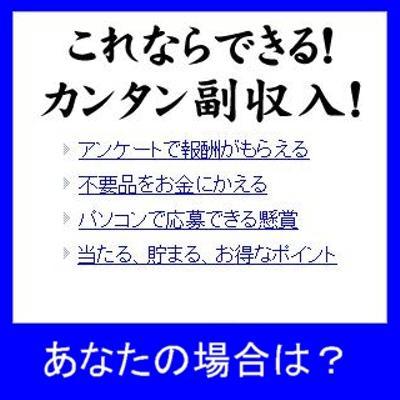 これならできる！
カンタン副収入！
アンケートで報酬がもらえる
不要品をお金にかえる
パソコンで応募できる懸賞
当たる、貯まる、お得なポイント
あなたの場合は？